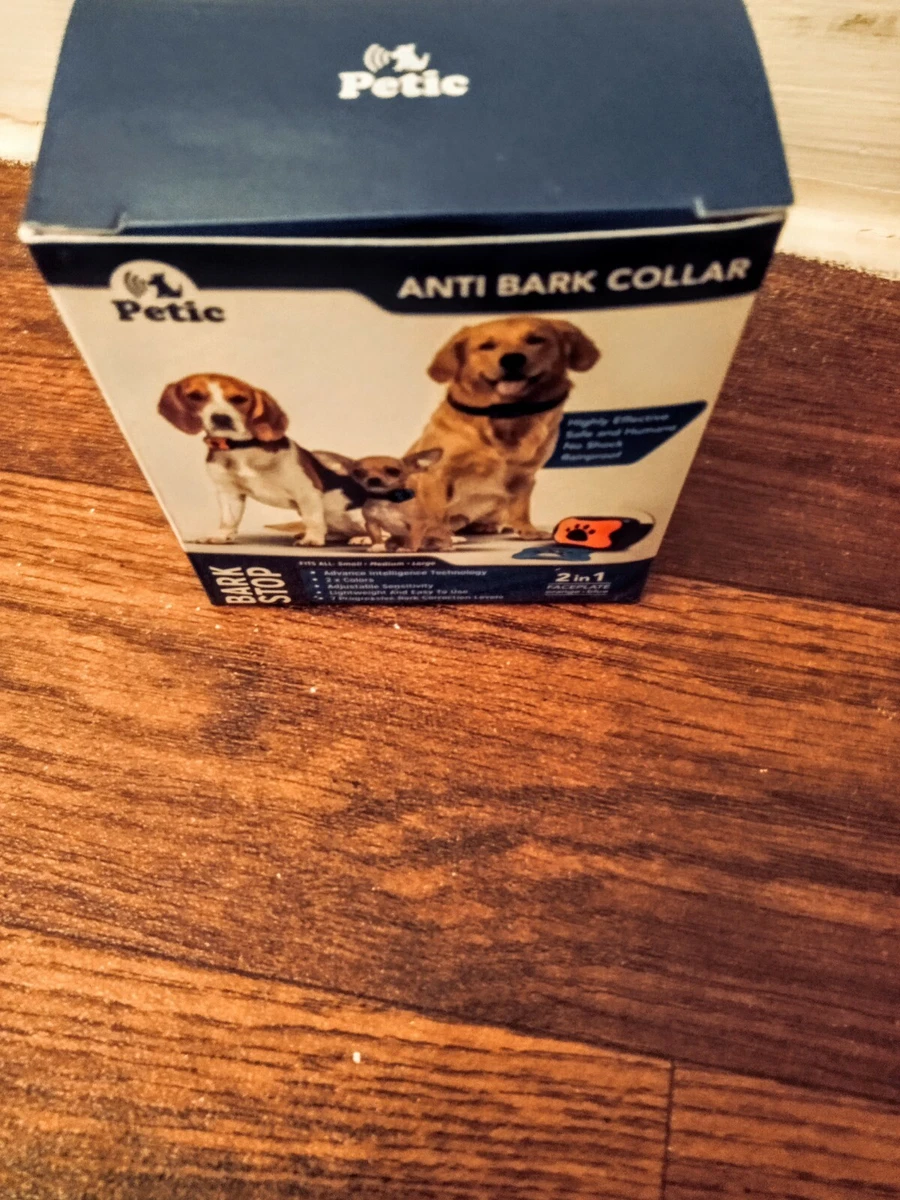 Petic
Petic
ANTI BARK COLLAR
Highly Effective
Safe and Humane
No Shock
Rainproof
BARK
STOP
FITS ALL: Small - Medium - Large
Advance Intelligence Technology
2 x Colors
Adjustable Sensitivity
Lightweight And Easy To Use
7 Progressive Bark Correction Levels
2 in 1
FACEPLATE
orange - blue